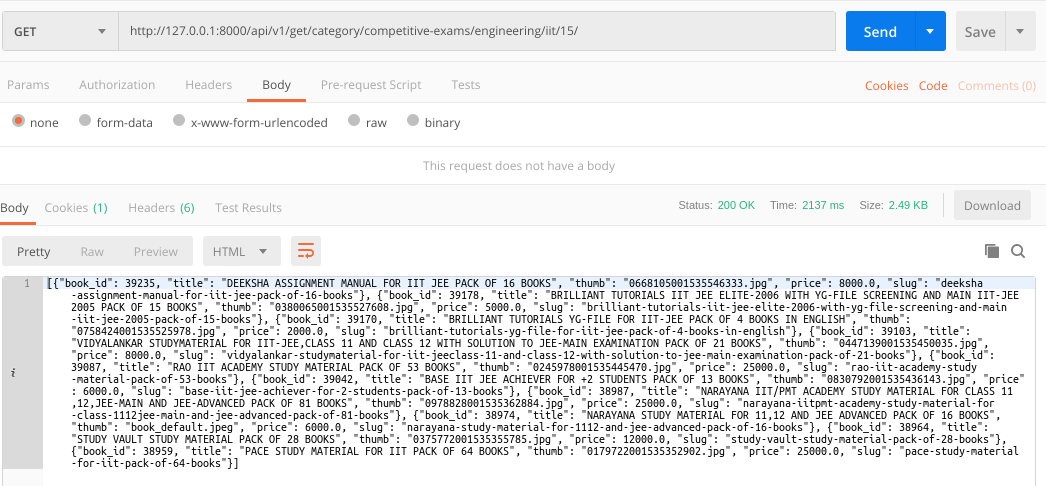 GET http://127.0.0.1:8000/api/v1/get/category/competitive-exams/engineering/iit/15/ Send Save
Params Authorization Headers Body Pre-request Script Tests Cookies Code Comments (0)
none form-data x-www-form-urlencoded raw binary
This request does not have a body
Body Cookies (1) Headers (6) Test Results Status: 200 OK Time: 2137 ms Size: 2.49 KB Download
Pretty Raw Preview HTML
1 [{"book_id": 39235, "title": "DEEKSHA ASSIGNMENT MANUAL FOR IIT JEE PACK OF 16 BOOKS", "thumb": "0668105001535546333.jpg", "price": 8000.0, "slug": "deeksha
-assignment-manual-for-iit-jee-pack-of-16-books"}, {"book_id": 39178, "title": "BRILLIANT TUTORIALS IIT JEE ELITE-2006 WITH YG-FILE SCREENING AND MAIN IIT-JEE
2005 PACK OF 15 BOOKS", "thumb": "0380065001535527608.jpg", "price": 5000.0, "slug": "brilliant-tutorials-iit-jee-elite-2006-with-yg-file-screening-and-main
-iit-jee-2005-pack-of-15-books"}, {"book_id": 39170, "title": "BRILLIANT TUTORIALS YG-FILE FOR IIT-JEE PACK OF 4 BOOKS IN ENGLISH", "thumb":
"0758424001535525978.jpg", "price": 2000.0, "slug": "brilliant-tutorials-yg-file-for-iit-jee-pack-of-4-books-in-english"}, {"book_id": 39103, "title":
"VIDYALANKAR STUDYMATERIAL FOR IIT-JEE,CLASS 11 AND CLASS 12 WITH SOLUTION TO JEE-MAIN EXAMINATION PACK OF 21 BOOKS", "thumb": "0447139001535450035.jpg",
"price": 8000.0, "slug": "vidyalankar-studymaterial-for-iit-jeeclass-11-and-class-12-with-solution-to-jee-main-examination-pack-of-21-books"}, {"book_id":
39087, "title": "RAO IIT ACADEMY STUDY MATERIAL PACK OF 53 BOOKS", "thumb": "0245978001535445470.jpg", "price": 25000.0, "slug": "rao-iit-academy-study
-material-pack-of-53-books"}, {"book_id": 39042, "title": "BASE IIT JEE ACHIEVER FOR +2 STUDENTS PACK OF 13 BOOKS", "thumb": "0830792001535436143.jpg", "price"
: 6000.0, "slug": "base-iit-jee-achiever-for-2-students-pack-of-13-books"}, {"book_id": 38987, "title": "NARAYANA IIT/PMT ACADEMY STUDY MATERIAL FOR CLASS 11
,12,JEE-MAIN AND JEE-ADVANCED PACK OF 81 BOOKS", "thumb": "0978828001535362884.jpg", "price": 25000.0, "slug": "narayana-iitpmt-academy-study-material-for
-class-1112jee-main-and-jee-advanced-pack-of-81-books"}, {"book_id": 38974, "title": "NARAYANA STUDY MATERIAL FOR 11,12 AND JEE ADVANCED PACK OF 16 BOOKS",
"thumb": "book_default.jpeg", "price": 6000.0, "slug": "narayana-study-material-for-1112-and-jee-advanced-pack-of-16-books"}, {"book_id": 38964, "title":
"STUDY VAULT STUDY MATERIAL PACK OF 28 BOOKS", "thumb": "0375772001535355785.jpg", "price": 12000.0, "slug": "study-vault-study-material-pack-of-28-books"},
{"book_id": 38959, "title": "PACE STUDY MATERIAL FOR IIT PACK OF 64 BOOKS", "thumb": "0179722001535352902.jpg", "price": 25000.0, "slug": "pace-study-material
-for-iit-pack-of-64-books"}]